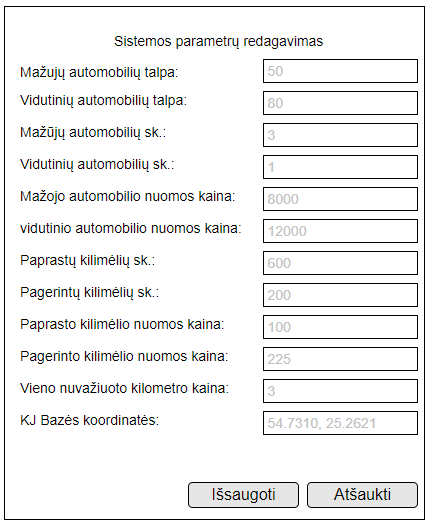 Sistemos parametrų redagavimas
Mažujų automobilių talpa: 50
Vidutinių automobilių talpa: 80
Mažūjų automobilių sk.: 3
Vidutinių automobilių sk.: 1
Mažojo automobilio nuomos kaina: 8000
vidutinio automobilio nuomos kaina: 12000
Paprastų kilimėlių sk.: 600
Pagerintų kilimėlių sk.: 200
Paprasto kilimėlio nuomos kaina: 100
Pagerinto kilimėlio nuomos kaina: 225
Vieno nuvažiuoto kilometro kaina: 3
KJ Bazės koordinatės: 54.7310, 25.2621
Išsaugoti Atšaukti